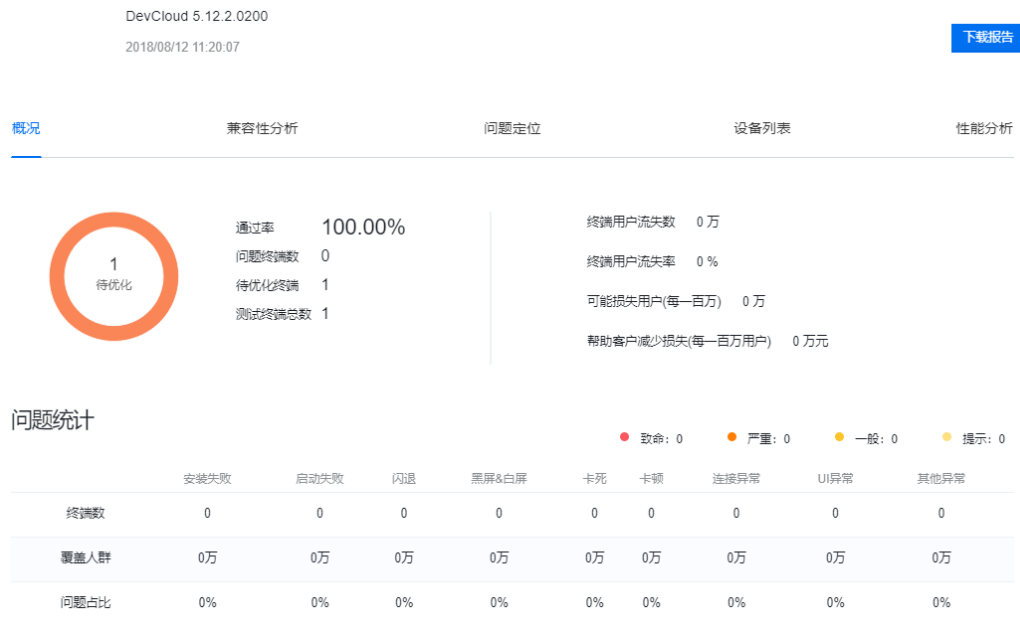 DevCloud 5.12.2.0200
2018/08/12 11:20:07
下载报告
概况 兼容性分析 问题定位 设备列表 性能分析
1
待优化
通过率 100.00%
问题终端数 0
待优化终端 1
测试终端总数 1
终端用户流失数 0 万
终端用户流失率 0 %
可能损失用户(每一百万) 0 万
帮助客户减少损失(每一百万用户) 0 万元
问题统计
致命: 0 严重: 0 一般: 0 提示: 0
安装失败 启动失败 闪退 黑屏&白屏 卡死 卡顿 连接异常 UI异常 其他异常
终端数 0 0 0 0 0 0 0 0 0
覆盖人群 0万 0万 0万 0万 0万 0万 0万 0万 0万
问题占比 0% 0% 0% 0% 0% 0% 0% 0% 0%